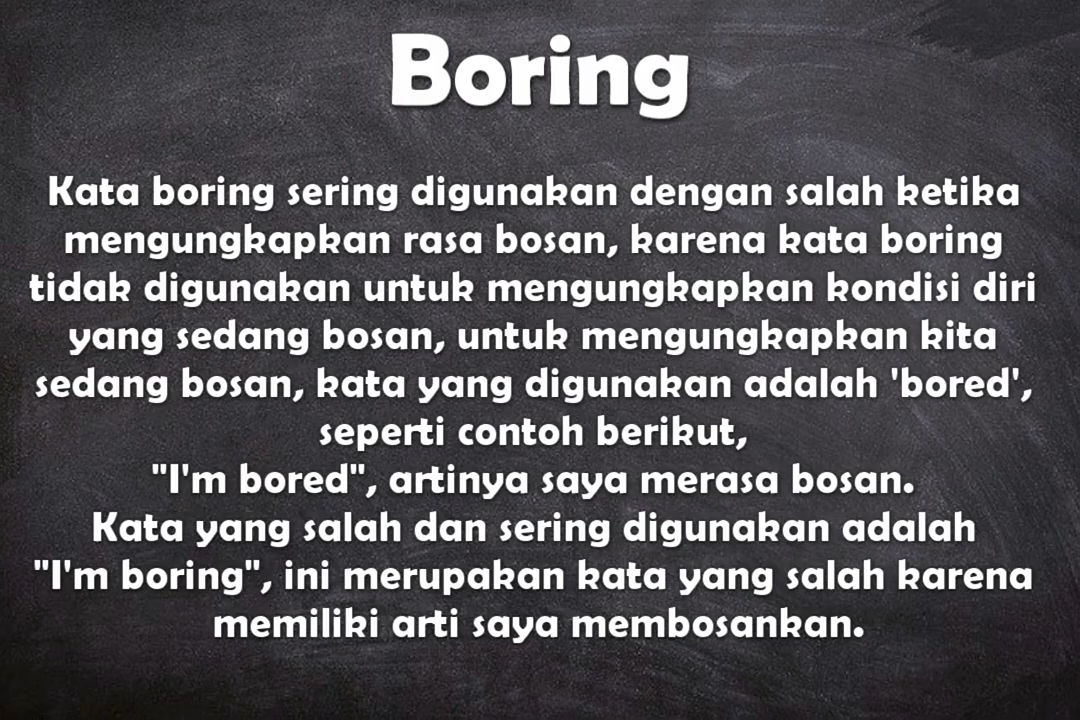 Boring
Kata boring sering digunakan dengan salah ketika
mengungkapkan rasa bosan, karena kata boring
tidak digunakan untuk mengungkapkan kondisi diri
yang sedang bosan, untuk mengungkapkan kita
sedang bosan, kata yang digunakan adalah 'bored',
seperti contoh berikut,
"I'm bored", artinya saya merasa bosan.
Kata yang salah dan sering digunakan adalah
"I'm boring", ini merupakan kata yang salah karena
memiliki arti saya membosankan.